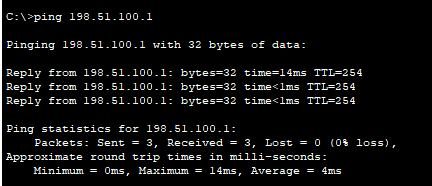 C:\>ping 198.51.100.1
Pinging 198.51.100.1 with 32 bytes of data:
Reply from 198.51.100.1: bytes=32 time=14ms TTL=254
Reply from 198.51.100.1: bytes=32 time<1ms TTL=254
Reply from 198.51.100.1: bytes=32 time<1ms TTL=254
Ping statistics for 198.51.100.1:
Packets: Sent = 3, Received = 3, Lost = 0 (0% loss),
Approximate round trip times in milli-seconds:
Minimum = 0ms, Maximum = 14ms, Average = 4ms